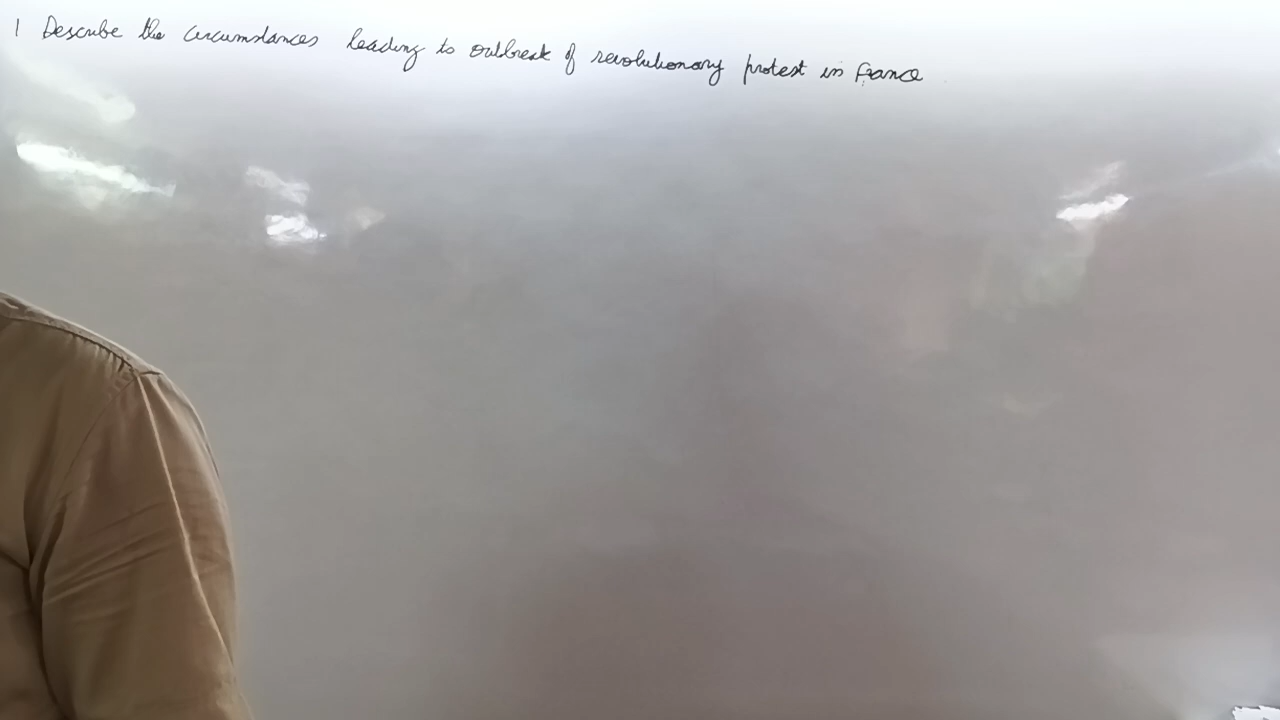 1 Describe the circumstances leading to outbreak of revolutionary protest in France